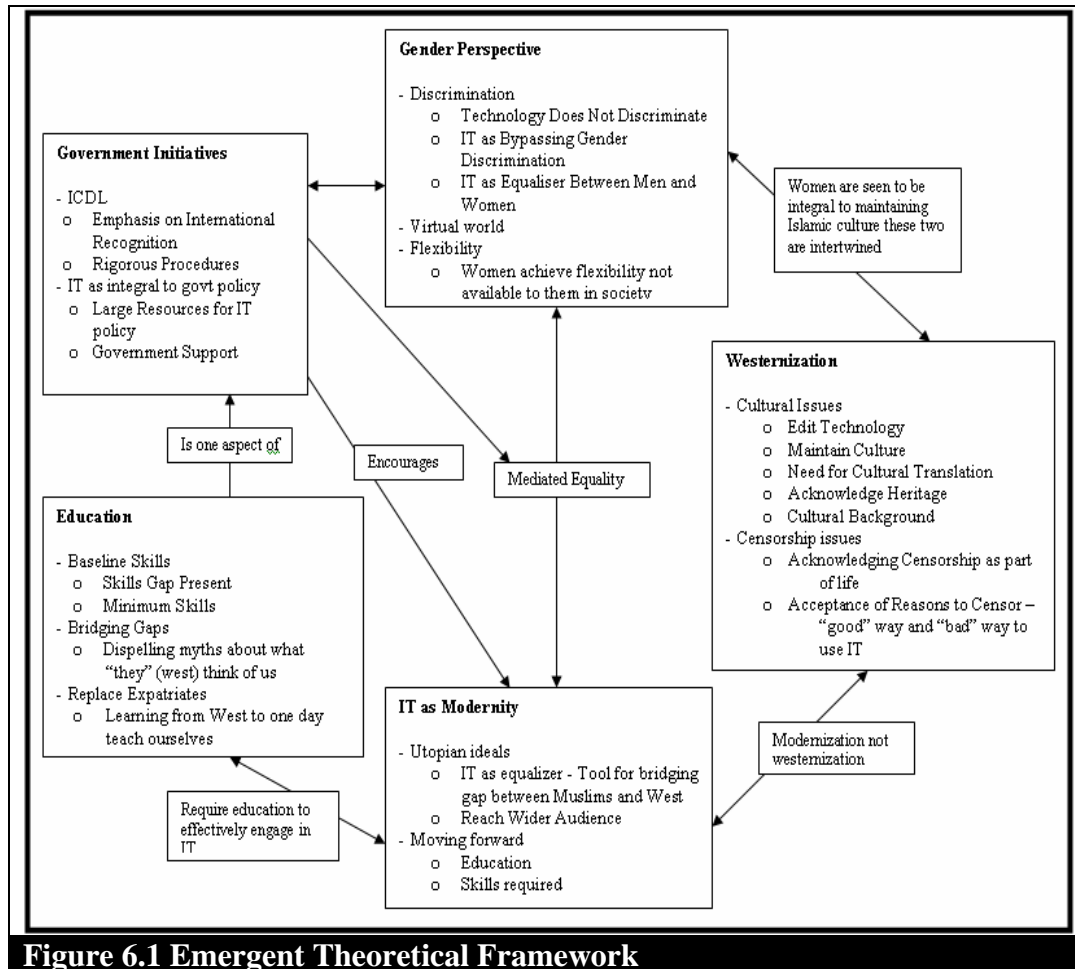 Gender Perspective
- Discrimination
o Technology Does Not Discriminate
o IT as Bypassing Gender
Discrimination
o IT as Equaliser Between Men and
Women
- Virtual world
- Flexibility
o Women achieve flexibility not
available to them in society
Government Initiatives
- ICDL
o Emphasis on International
Recognition
o Rigorous Procedures
- IT as integral to govt policy
o Large Resources for IT
policy
o Government Support
Women are seen to be
integral to maintaining
Islamic culture these two
are intertwined
Westernization
- Cultural Issues
o Edit Technology
o Maintain Culture
o Need for Cultural Translation
o Acknowledge Heritage
o Cultural Background
- Censorship issues
o Acknowledging Censorship as part
of life
o Acceptance of Reasons to Censor –
“good” way and “bad” way to
use IT
Is one aspect of
Encourages
Mediated Equality
Education
- Baseline Skills
o Skills Gap Present
o Minimum Skills
- Bridging Gaps
o Dispelling myths about what
“they” (west) think of us
- Replace Expatriates
o Learning from West to one day
teach ourselves
IT as Modernity
- Utopian ideals
o IT as equalizer - Tool for bridging
gap between Muslims and West
o Reach Wider Audience
- Moving forward
o Education
o Skills required
Modernization not
westernization
Require education to
effectively engage in
IT
Figure 6.1 Emergent Theoretical Framework